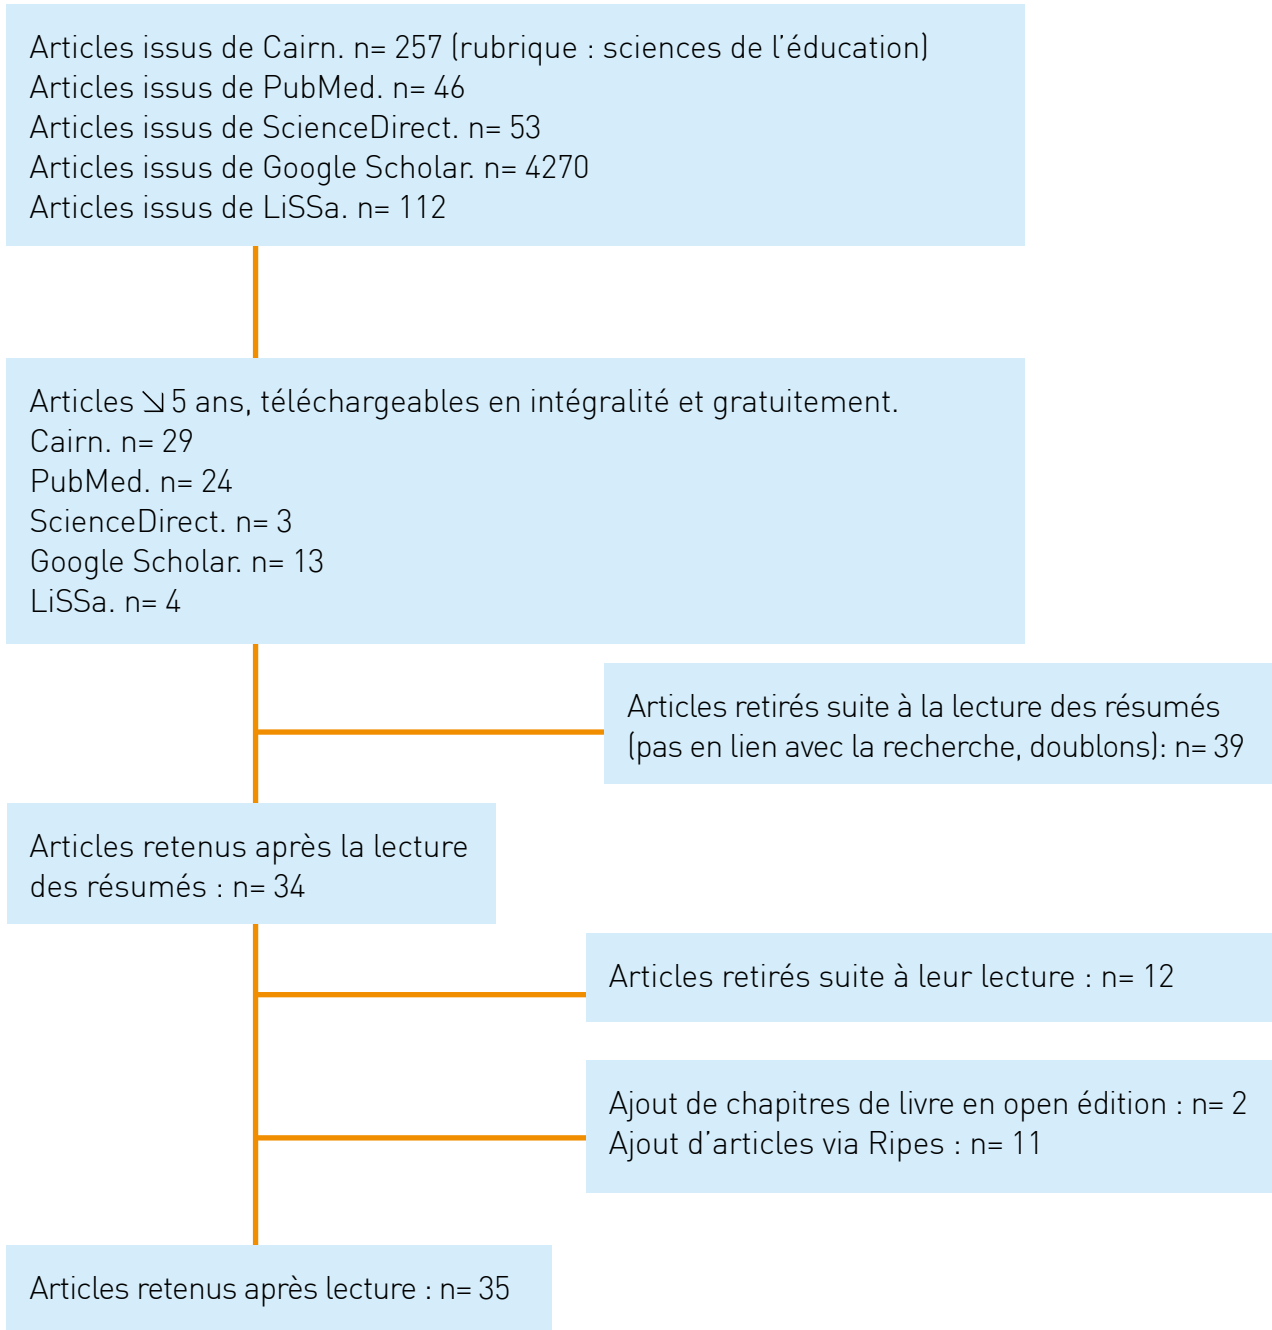 Articles issus de Cairn. n= 257 (rubrique : sciences de l’éducation)
Articles issus de PubMed. n= 46
Articles issus de ScienceDirect. n= 53
Articles issus de Google Scholar. n= 4270
Articles issus de LiSSa. n= 112
Articles ↘ 5 ans, téléchargeables en intégralité et gratuitement.
Cairn. n= 29
PubMed. n= 24
ScienceDirect. n= 3
Google Scholar. n= 13
LiSSa. n= 4
Articles retirés suite à la lecture des résumés
(pas en lien avec la recherche, doublons): n= 39
Articles retenus après la lecture
des résumés : n= 34
Articles retirés suite à leur lecture : n= 12
Ajout de chapitres de livre en open édition : n= 2
Ajout d’articles via Ripes : n= 11
Articles retenus après lecture : n= 35